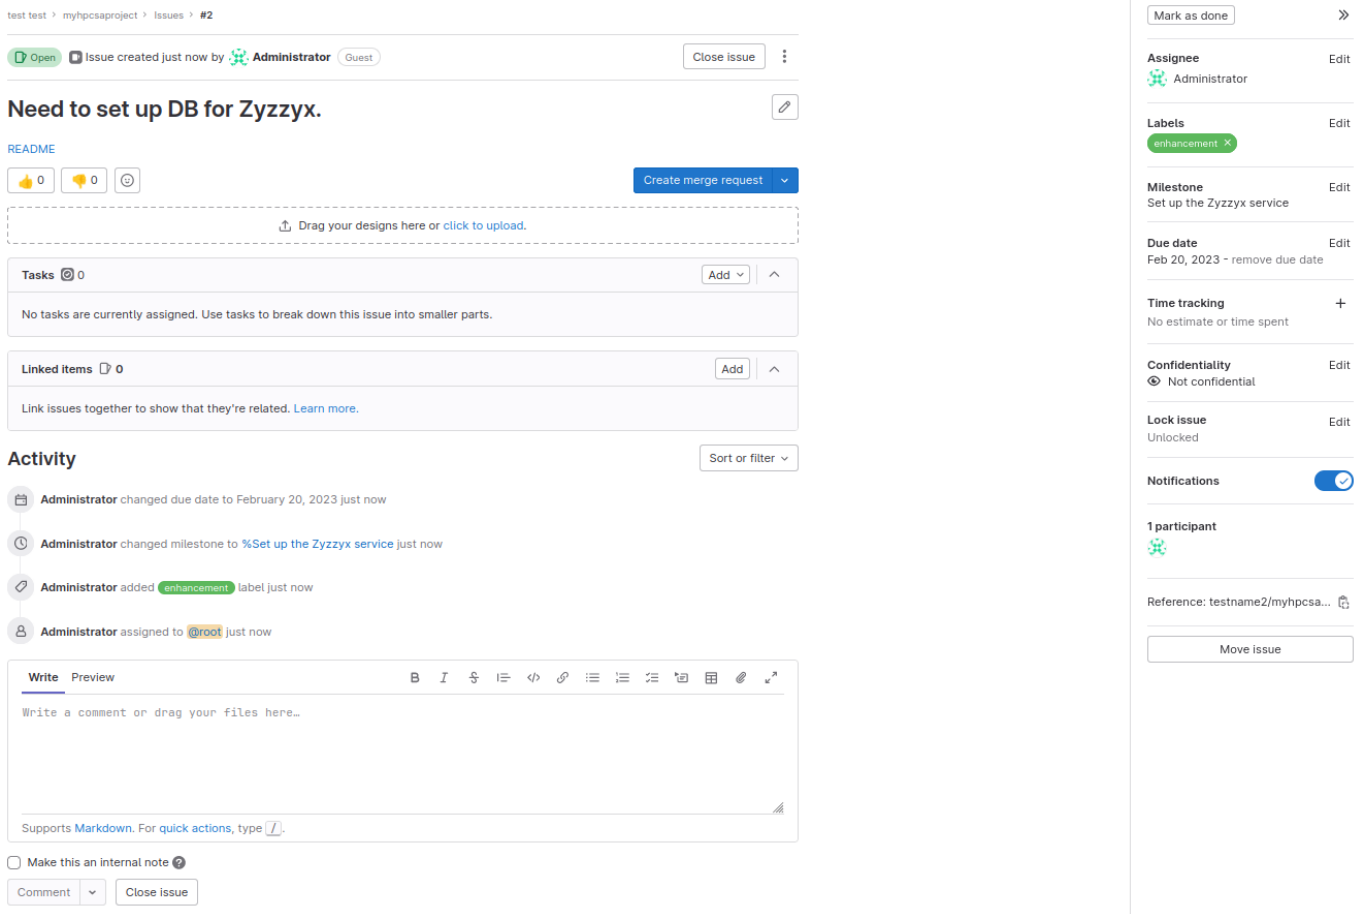 test test > myhpcsaproject > Issues > #2
Open Issue created just now by Administrator Guest Close issue
Need to set up DB for Zyzzyx.
README
👍 0 👎 0 Create merge request
Drag your designs here or click to upload.
Tasks 0 Add
No tasks are currently assigned. Use tasks to break down this issue into smaller parts.
Linked items 0 Add
Link issues together to show that they're related. Learn more.
Activity Sort or filter
Administrator changed due date to February 20, 2023 just now
Administrator changed milestone to %Set up the Zyzzyx service just now
Administrator added enhancement label just now
Administrator assigned to @root just now
Write Preview B I S
Write a comment or drag your files here…
Supports Markdown. For quick actions, type /.
Make this an internal note ?
Comment Close issue
Mark as done
Assignee Edit
Administrator
Labels Edit
enhancement ×
Milestone Edit
Set up the Zyzzyx service
Due date Edit
Feb 20, 2023 - remove due date
Time tracking +
No estimate or time spent
Confidentiality Edit
Not confidential
Lock issue Edit
Unlocked
Notifications
1 participant
Reference: testname2/myhpcsa...
Move issue